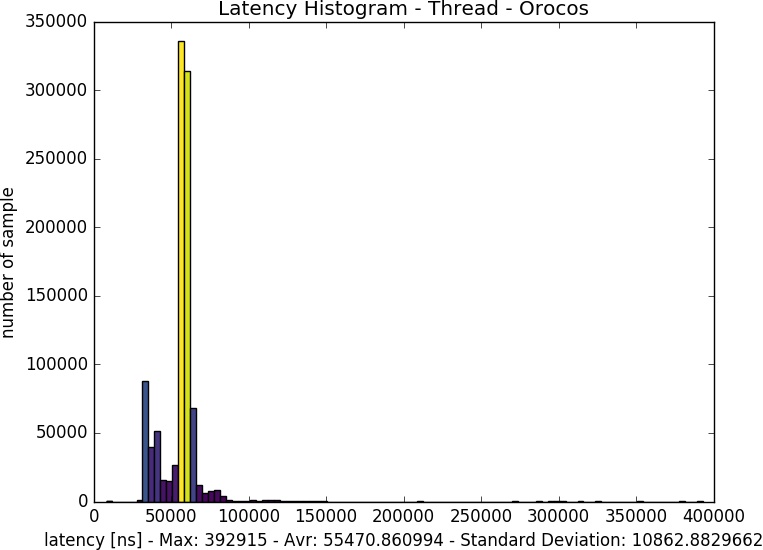 Latency Histogram - Thread - Orocos
350000
300000
250000
200000
150000
100000
50000
0
number of sample
0 50000 100000 150000 200000 250000 300000 350000 400000
latency [ns] - Max: 392915 - Avr: 55470.860994 - Standard Deviation: 10862.8829662